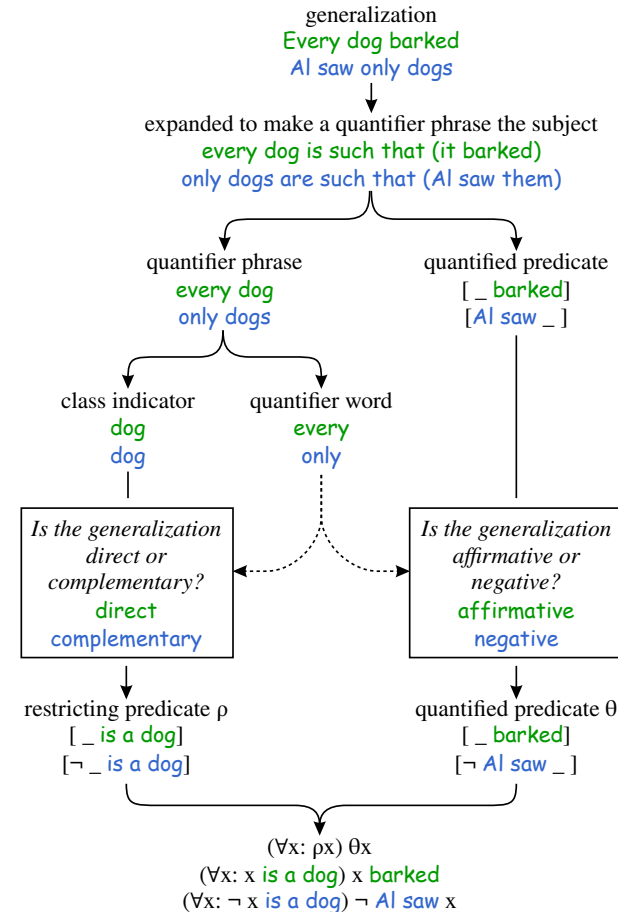 generalization
Every dog barked
Al saw only dogs
expanded to make a quantifier phrase the subject
every dog is such that (it barked)
only dogs are such that (Al saw them)
quantifier phrase
every dog
only dogs
quantified predicate
[ _ barked]
[Al saw _ ]
class indicator
dog
dog
quantifier word
every
only
Is the generalization
direct or
complementary?
direct
complementary
Is the generalization
affirmative or
negative?
affirmative
negative
restricting predicate ρ
[ _ is a dog]
[¬ _ is a dog]
quantified predicate θ
[ _ barked]
[¬ Al saw _ ]
(∀x: ρx) θx
(∀x: x is a dog) x barked
(∀x: ¬ x is a dog) ¬ Al saw x